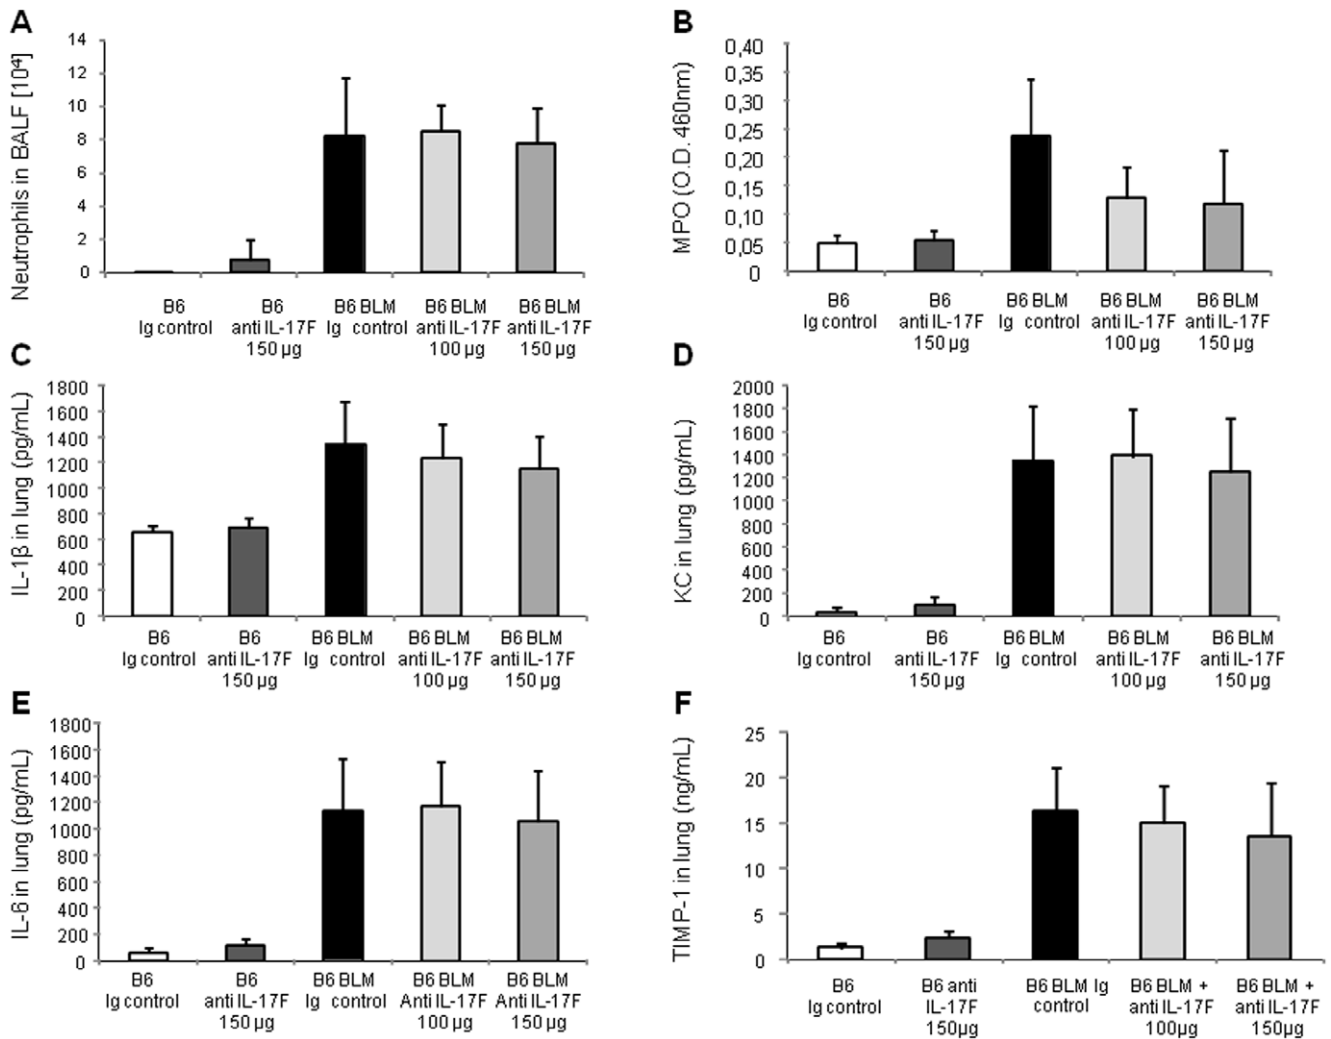 A
Neutrophils in BALF [10⁴]
14
12
10
8
6
4
2
0
B6 B6 B6 BLM B6 BLM B6 BLM
Ig control anti IL-17F Ig control anti IL-17F anti IL-17F
150 µg 100 µg 150 µg
B
MPO (O.D. 460nm)
0,40
0,35
0,30
0,25
0,20
0,15
0,10
0,05
0
B6 B6 B6 BLM B6 BLM B6 BLM
Ig control anti IL-17F Ig control anti IL-17F anti IL-17F
150 µg 100 µg 150 µg
C
IL-1β in lung (pg/mL)
1800
1600
1400
1200
1000
800
600
400
200
0
B6 B6 B6 BLM B6 BLM B6 BLM
Ig control anti IL-17F Ig control anti IL-17F anti IL-17F
150 µg 100 µg 150 µg
D
KC in lung (pg/mL)
2000
1800
1600
1400
1200
1000
800
600
400
200
0
B6 B6 B6 BLM B6 BLM B6 BLM
Ig control anti IL-17F Ig control anti IL-17F anti IL-17F
150 µg 100 µg 150 µg
E
IL-6 in lung (pg/mL)
1800
1600
1400
1200
1000
800
600
400
200
0
B6 B6 B6 BLM B6 BLM B6 BLM
Ig control anti IL-17F Ig control Anti IL-17F Anti IL-17F
150 µg 100 µg 150 µg
F
TIMP-1 in lung (ng/mL)
25
20
15
10
5
0
B6 B6 anti B6 BLM Ig B6 BLM + B6 BLM +
Ig control IL-17F control anti IL-17F anti IL-17F
150µg 100µg 150µg